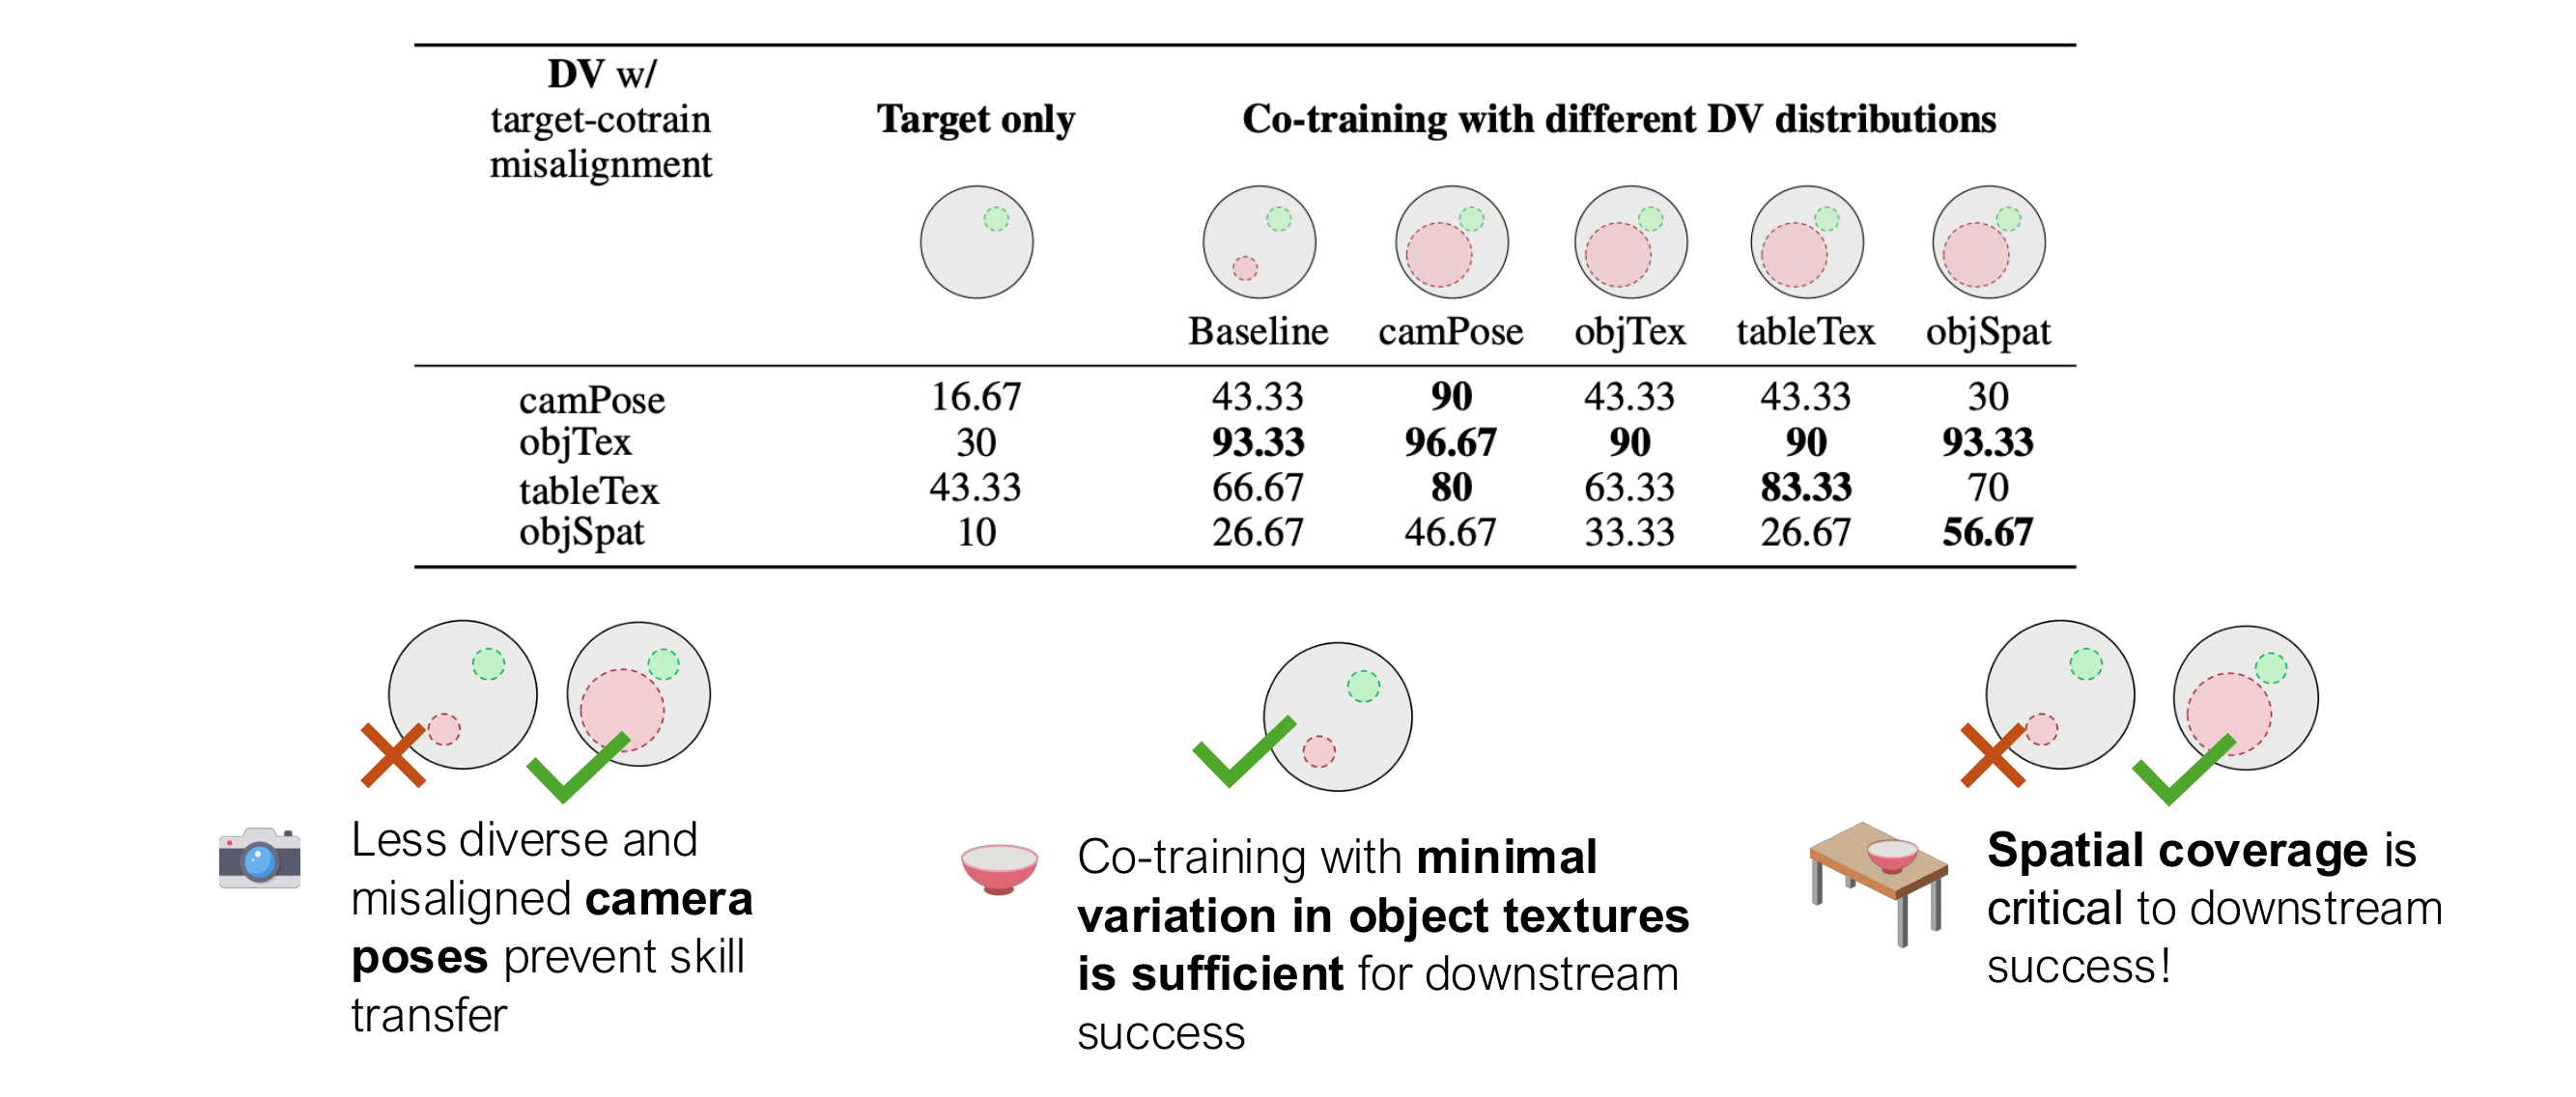 DV w/
target-cotrain
misalignment
Target only
Co-training with different DV distributions
Baseline camPose objTex tableTex objSpat
camPose 16.67 43.33 90 43.33 43.33 30
objTex 30 93.33 96.67 90 90 93.33
tableTex 43.33 66.67 80 63.33 83.33 70
objSpat 10 26.67 46.67 33.33 26.67 56.67
Less diverse and
misaligned camera
poses prevent skill
transfer
Co-training with minimal
variation in object textures
is sufficient for downstream
success
Spatial coverage is
critical to downstream
success!